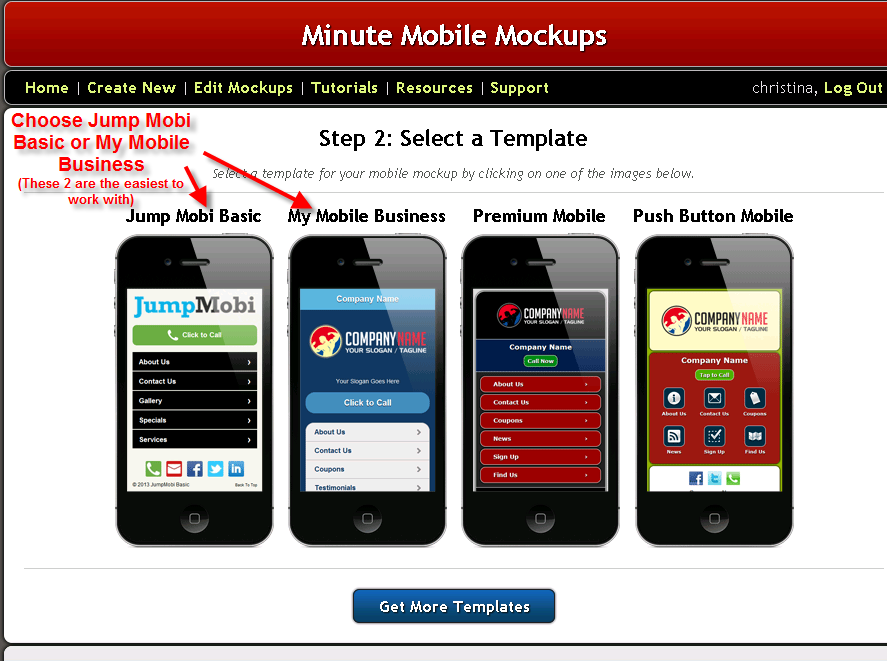 Minute Mobile Mockups
Home | Create New | Edit Mockups | Tutorials | Resources | Support
christina, Log Out
Choose Jump Mobi
Basic or My Mobile
Business
(These 2 are the easiest to
work with)
Step 2: Select a Template
Select a template for your mobile mockup by clicking on one of the images below.
Jump Mobi Basic
JumpMobi
Click to Call
About Us
Contact Us
Gallery
Specials
Services
© 2013 JumpMobi Basic
Back To Top
My Mobile Business
Company Name
COMPANYNAME
YOUR SLOGAN / TAGLINE
Your Slogan Goes Here
Click to Call
About Us
Contact Us
Coupons
Testimonials
Premium Mobile
COMPANYNAME
YOUR SLOGAN / TAGLINE
Company Name
Call Now
About Us
Contact Us
Coupons
News
Sign Up
Find Us
Push Button Mobile
COMPANYNAME
YOUR SLOGAN / TAGLINE
Company Name
Tap to Call
About Us Contact Us Coupons
News Sign Up Find Us
Get More Templates